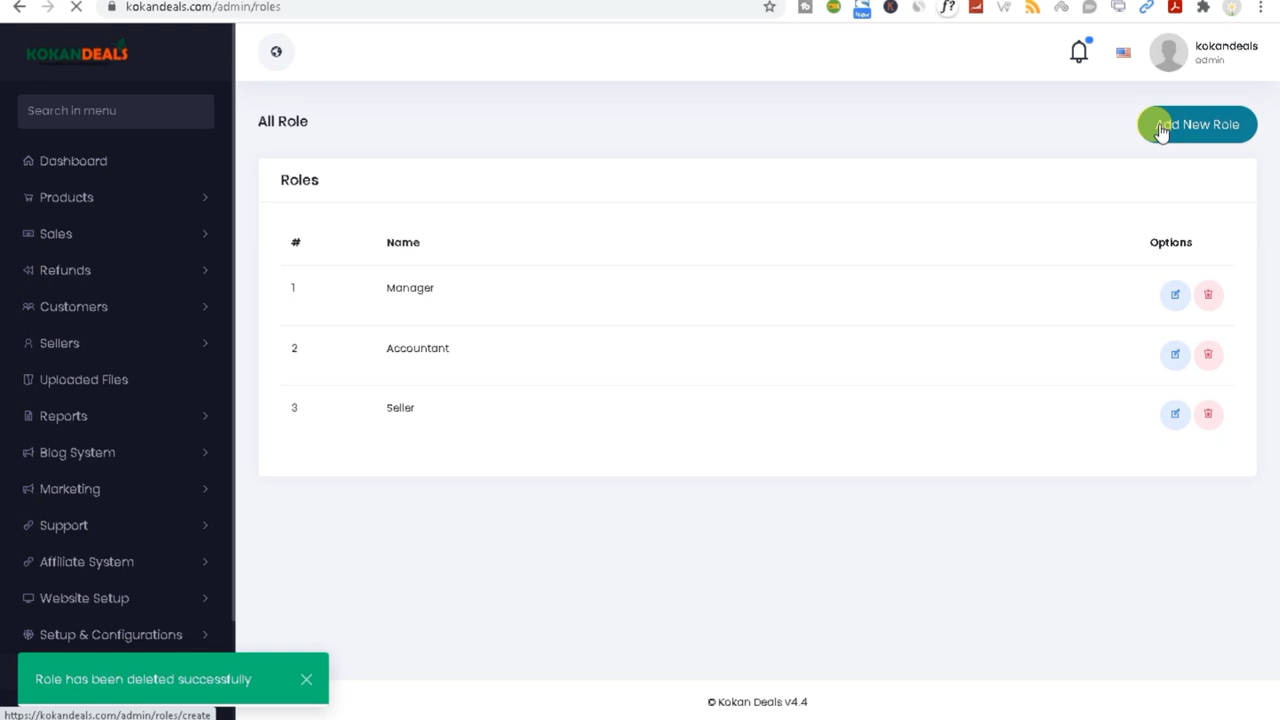 kokandeals.com/admin/roles
KOKANDEALS
kokandeals
admin
Search in menu
All Role
Add New Role
Dashboard
Roles
Products
Sales
# Name Options
Refunds
1 Manager
Customers
Sellers
2 Accountant
Uploaded Files
Reports
3 Seller
Blog System
Marketing
Support
Affiliate System
Website Setup
Setup & Configurations
Role has been deleted successfully
© Kokan Deals v4.4
https://kokandeals.com/admin/roles/create